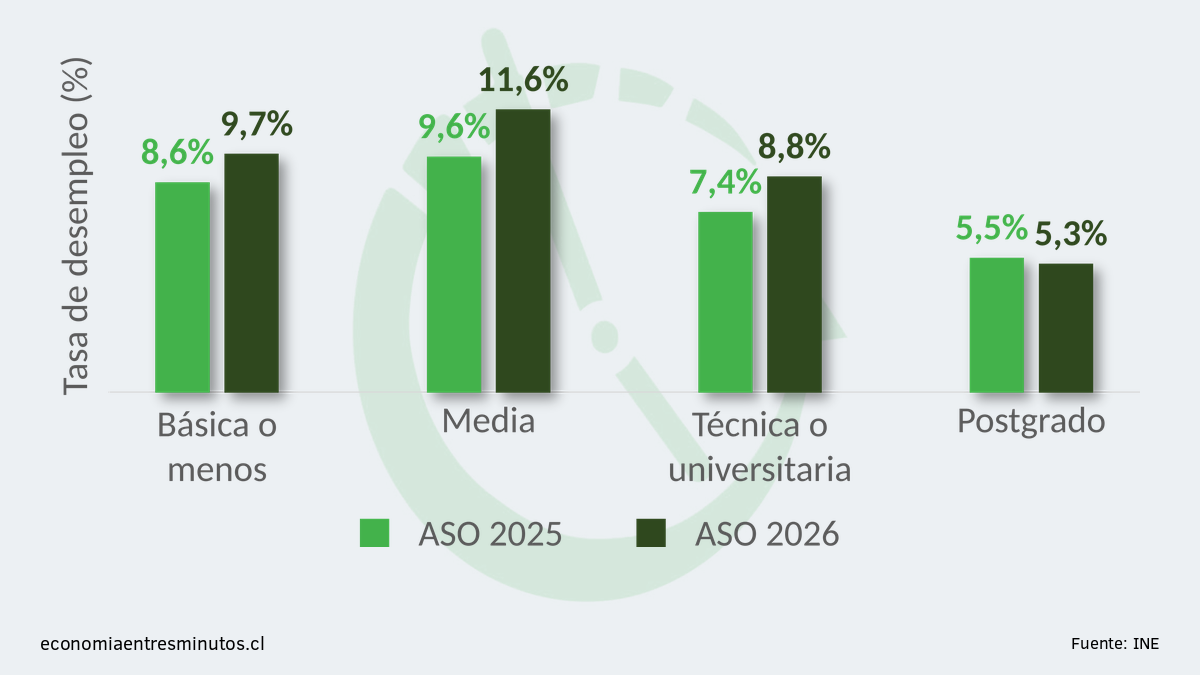 Tasa de desempleo (%)
8,6%
9,7%
9,6%
11,6%
7,4%
8,8%
5,5%
5,3%
Básica o
menos
Media
Técnica o
universitaria
Postgrado
ASO 2025
ASO 2026
economiaentresminutos.cl
Fuente: INE